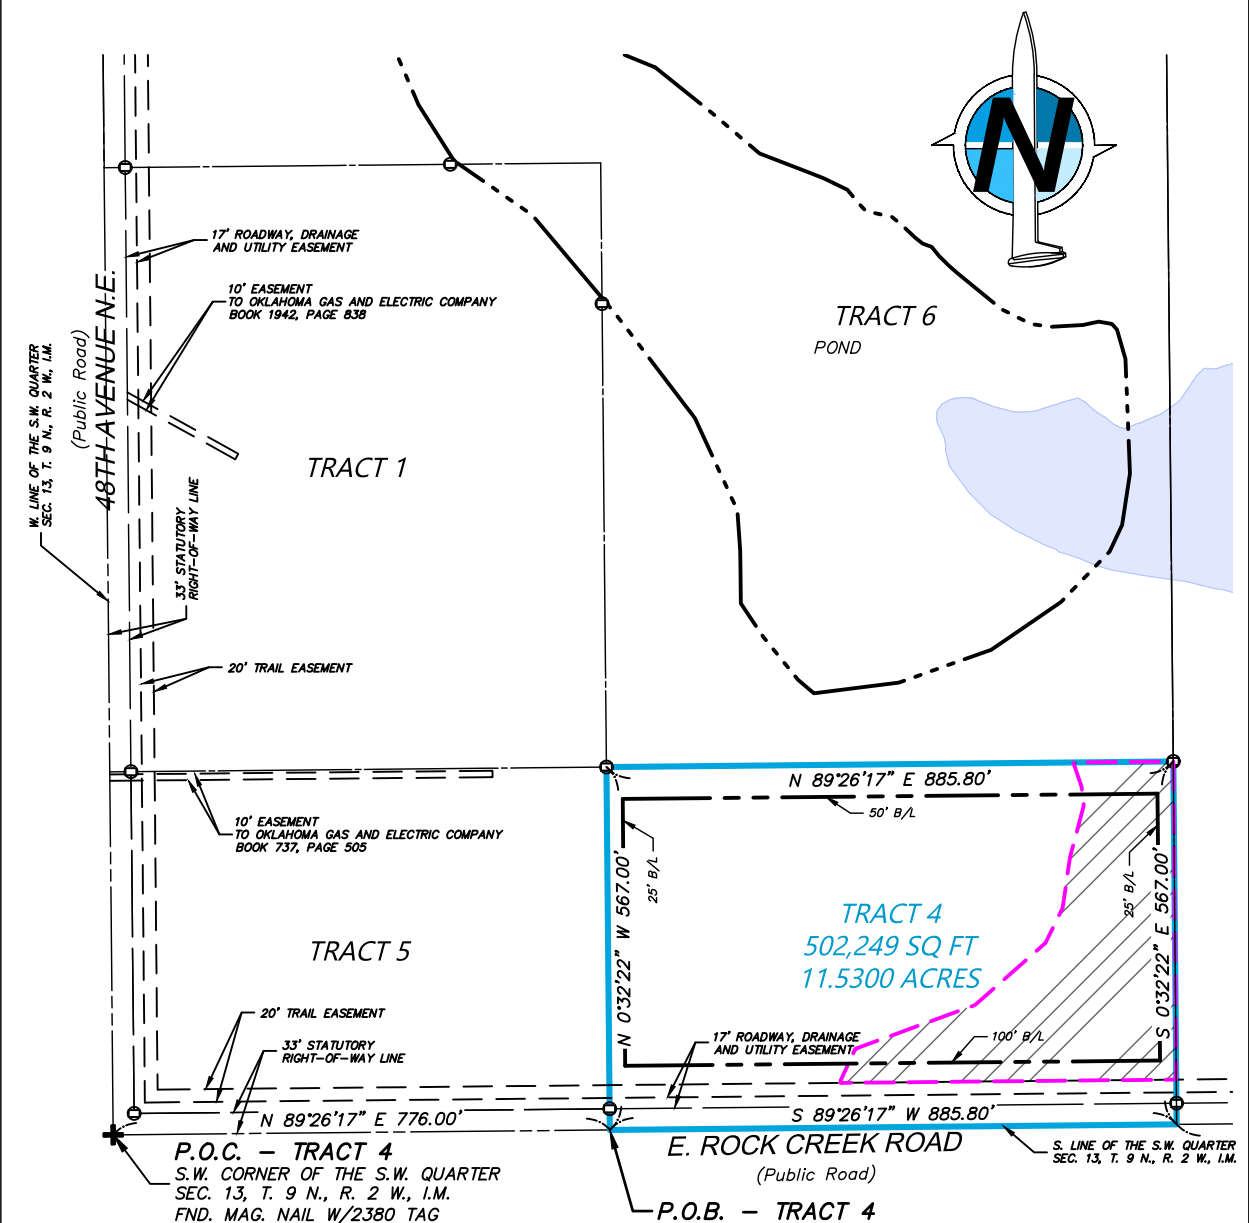 N
17' ROADWAY, DRAINAGE
AND UTILITY EASEMENT
10' EASEMENT
TO OKLAHOMA GAS AND ELECTRIC COMPANY
BOOK 1942, PAGE 838
TRACT 6
POND
W. LINE OF THE S.W. QUARTER
SEC. 13, T. 9 N., R. 2 W., I.M.
(Public Road)
48TH AVENUE N.E.
TRACT 1
33' STATUTORY
RIGHT-OF-WAY LINE
20' TRAIL EASEMENT
N 89°26'17" E 885.80'
50' B/L
10' EASEMENT
TO OKLAHOMA GAS AND ELECTRIC COMPANY
BOOK 737, PAGE 505
N 0°32'22" W 567.00'
25' B/L
25' B/L
S 0°32'22" E 567.00'
TRACT 4
502,249 SQ FT
11.5300 ACRES
TRACT 5
20' TRAIL EASEMENT
33' STATUTORY
RIGHT-OF-WAY LINE
17' ROADWAY, DRAINAGE
AND UTILITY EASEMENT
100' B/L
N 89°26'17" E 776.00'
S 89°26'17" W 885.80'
E. ROCK CREEK ROAD
(Public Road)
S. LINE OF THE S.W. QUARTER
SEC. 13, T. 9 N., R. 2 W., I.M.
P.O.C. - TRACT 4
S.W. CORNER OF THE S.W. QUARTER
SEC. 13, T. 9 N., R. 2 W., I.M.
FND. MAG. NAIL W/2380 TAG
P.O.B. - TRACT 4